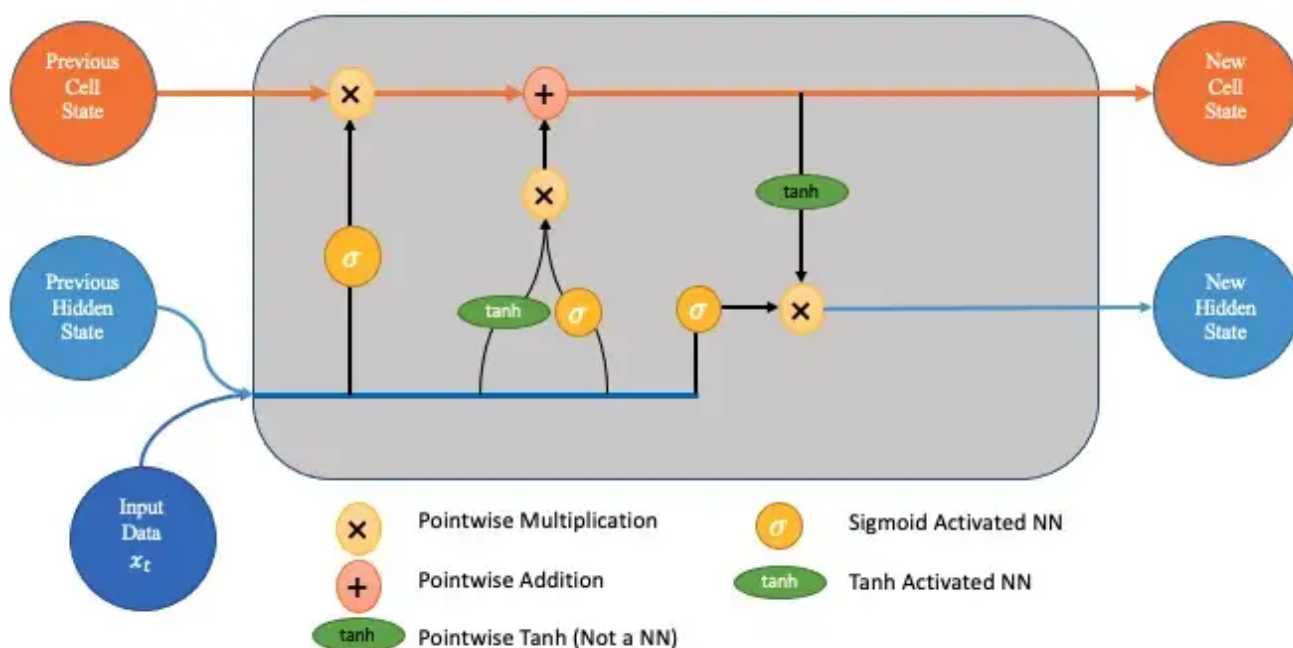 Previous
Cell
State
×
+
New
Cell
State
×
tanh
σ
Previous
Hidden
State
tanh
σ
σ
×
New
Hidden
State
Input
Data
xₜ
×
Pointwise Multiplication
σ
Sigmoid Activated NN
+
Pointwise Addition
tanh
Tanh Activated NN
tanh
Pointwise Tanh (Not a NN)